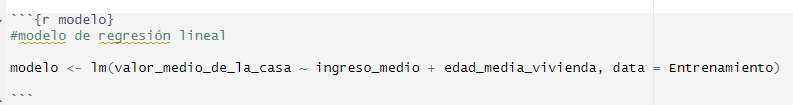 ```{r modelo}
#modelo de regresión lineal
modelo <- lm(valor_medio_de_la_casa ~ ingreso_medio + edad_media_vivienda, data = Entrenamiento)
```